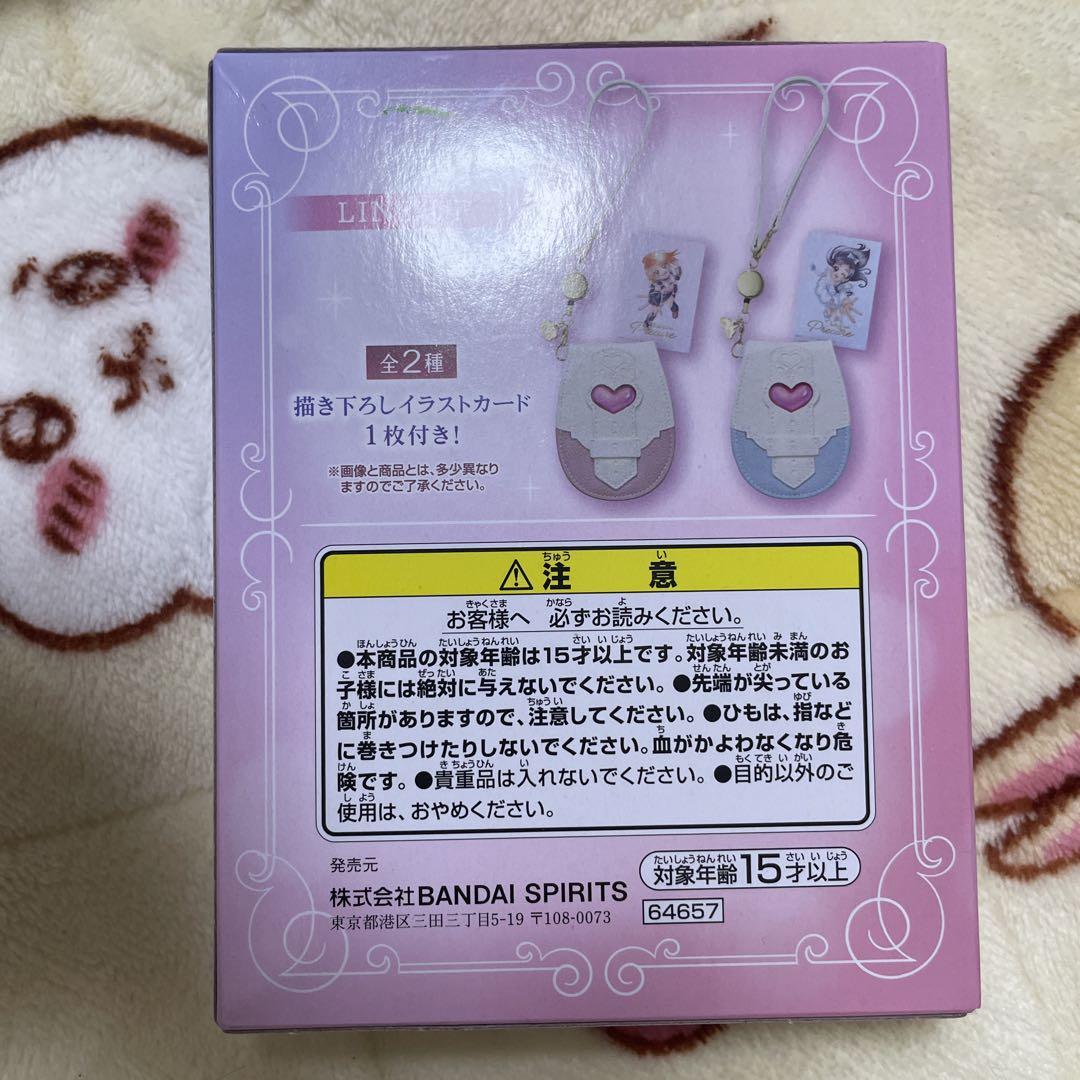 全2種
描き下ろしイラストカード
1枚付き!
※画像と商品とは、多少異なり
ますのでご了承ください。
Precure
⚠注意
お客様へ 必ずお読みください。
●本商品の対象年齢は15才以上です。対象年齢未満のお
子様には絶対に与えないでください。●先端が尖っている
箇所がありますので、注意してください。●ひもは、指など
に巻きつけたりしないでください。血がかよわなくなり危
険です。●貴重品は入れないでください。●目的以外のご
使用は、おやめください。
発売元
株式会社BANDAI SPIRITS
東京都港区三田三丁目5-19 〒108-0073
対象年齢15才以上
64657